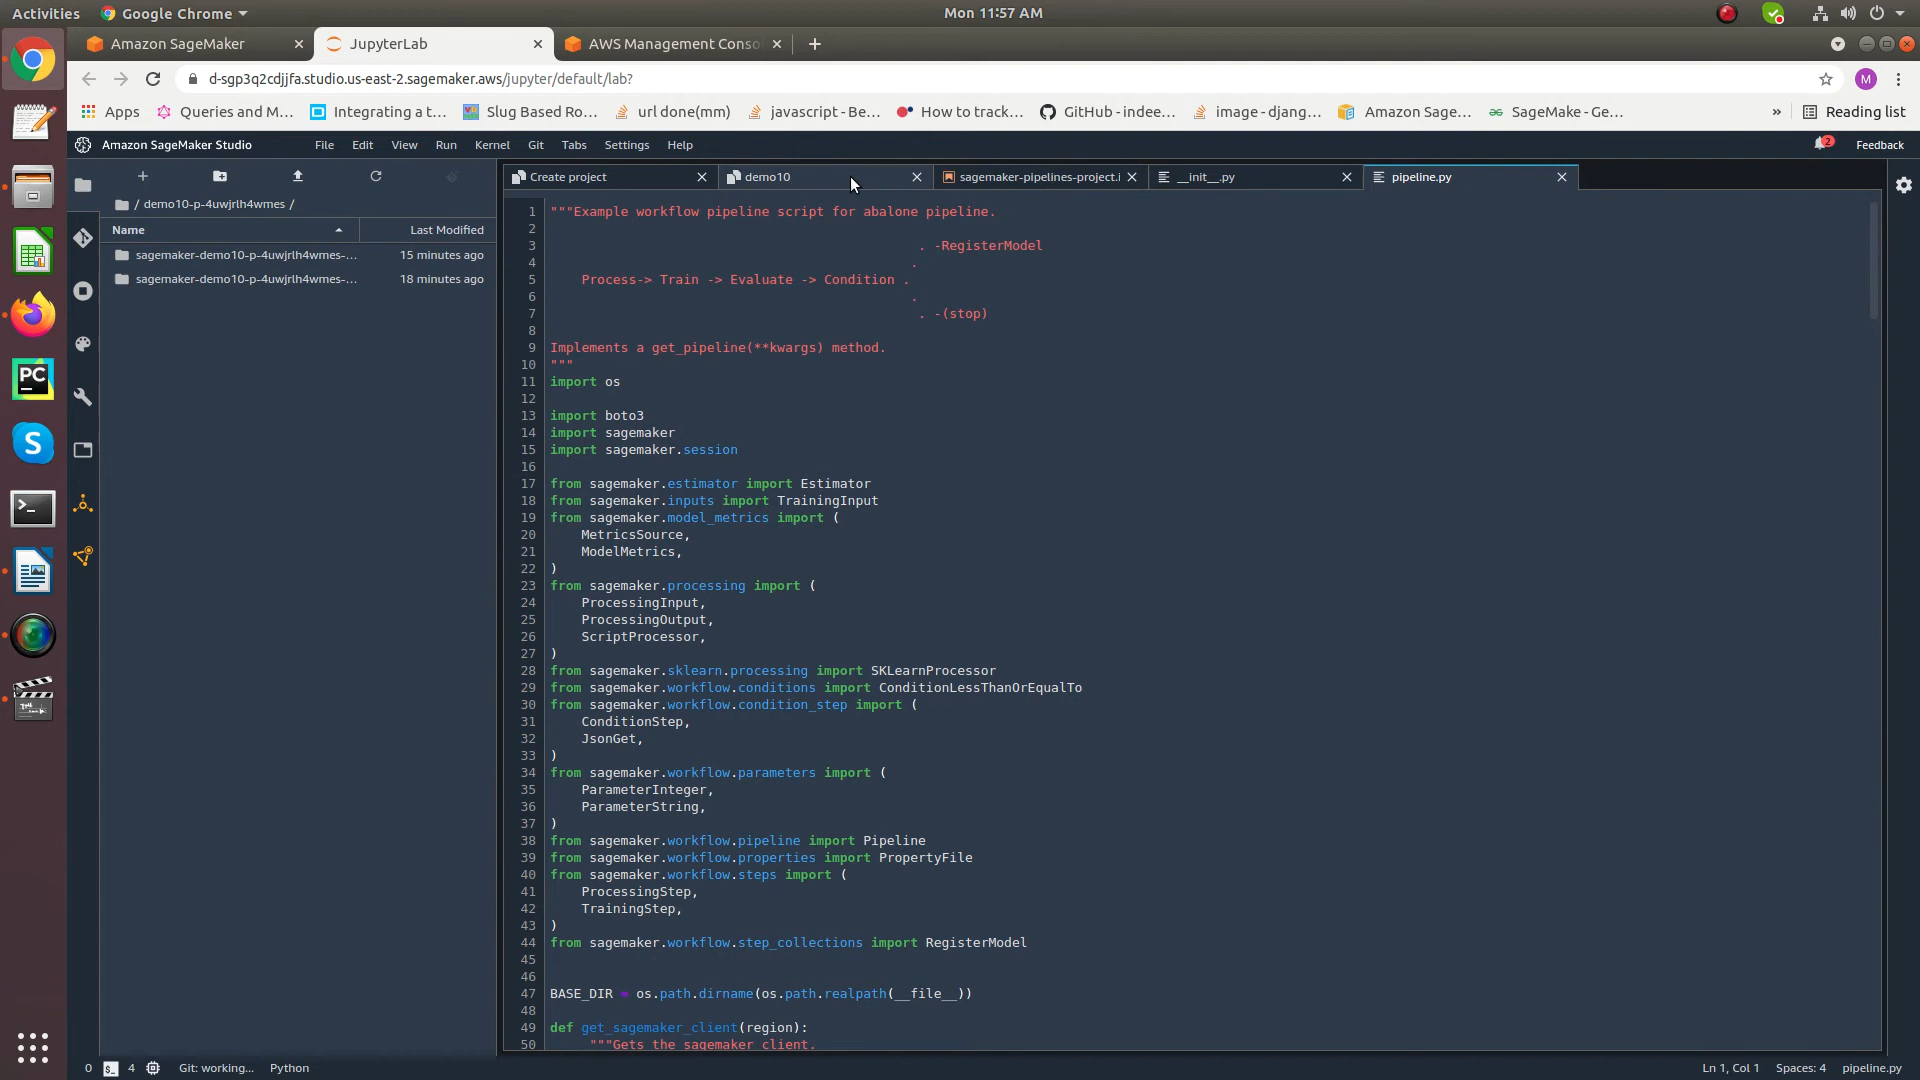 Activities Google Chrome Mon 11:57 AM
Amazon SageMaker JupyterLab AWS Management Conso
d-sgp3q2cdjjfa.studio.us-east-2.sagemaker.aws/jupyter/default/lab? M
Apps Queries and M... Integrating a t... Slug Based Ro... url done(mm) javascript - Be... How to track... GitHub - indee... image - djang... Amazon Sage... SageMake - Ge... » Reading list
Amazon SageMaker Studio File Edit View Run Kernel Git Tabs Settings Help 2 Feedback
Create project demo10 sagemaker-pipelines-project.i __init__.py pipeline.py
/ demo10-p-4uwjrlh4wmes /
Name Last Modified
sagemaker-demo10-p-4uwjrlh4wmes-... 15 minutes ago
sagemaker-demo10-p-4uwjrlh4wmes-... 18 minutes ago
1 """Example workflow pipeline script for abalone pipeline.
2
3 . -RegisterModel
4 .
5 Process-> Train -> Evaluate -> Condition .
6 .
7 . -(stop)
8
9 Implements a get_pipeline(**kwargs) method.
10 """
11 import os
12
13 import boto3
14 import sagemaker
15 import sagemaker.session
16
17 from sagemaker.estimator import Estimator
18 from sagemaker.inputs import TrainingInput
19 from sagemaker.model_metrics import (
20 MetricsSource,
21 ModelMetrics,
22 )
23 from sagemaker.processing import (
24 ProcessingInput,
25 ProcessingOutput,
26 ScriptProcessor,
27 )
28 from sagemaker.sklearn.processing import SKLearnProcessor
29 from sagemaker.workflow.conditions import ConditionLessThanOrEqualTo
30 from sagemaker.workflow.condition_step import (
31 ConditionStep,
32 JsonGet,
33 )
34 from sagemaker.workflow.parameters import (
35 ParameterInteger,
36 ParameterString,
37 )
38 from sagemaker.workflow.pipeline import Pipeline
39 from sagemaker.workflow.properties import PropertyFile
40 from sagemaker.workflow.steps import (
41 ProcessingStep,
42 TrainingStep,
43 )
44 from sagemaker.workflow.step_collections import RegisterModel
45
46
47 BASE_DIR = os.path.dirname(os.path.realpath(__file__))
48
49 def get_sagemaker_client(region):
50 """Gets the sagemaker client.
PC
S
0 $_ 4 Git: working... Python Ln 1, Col 1 Spaces: 4 pipeline.py